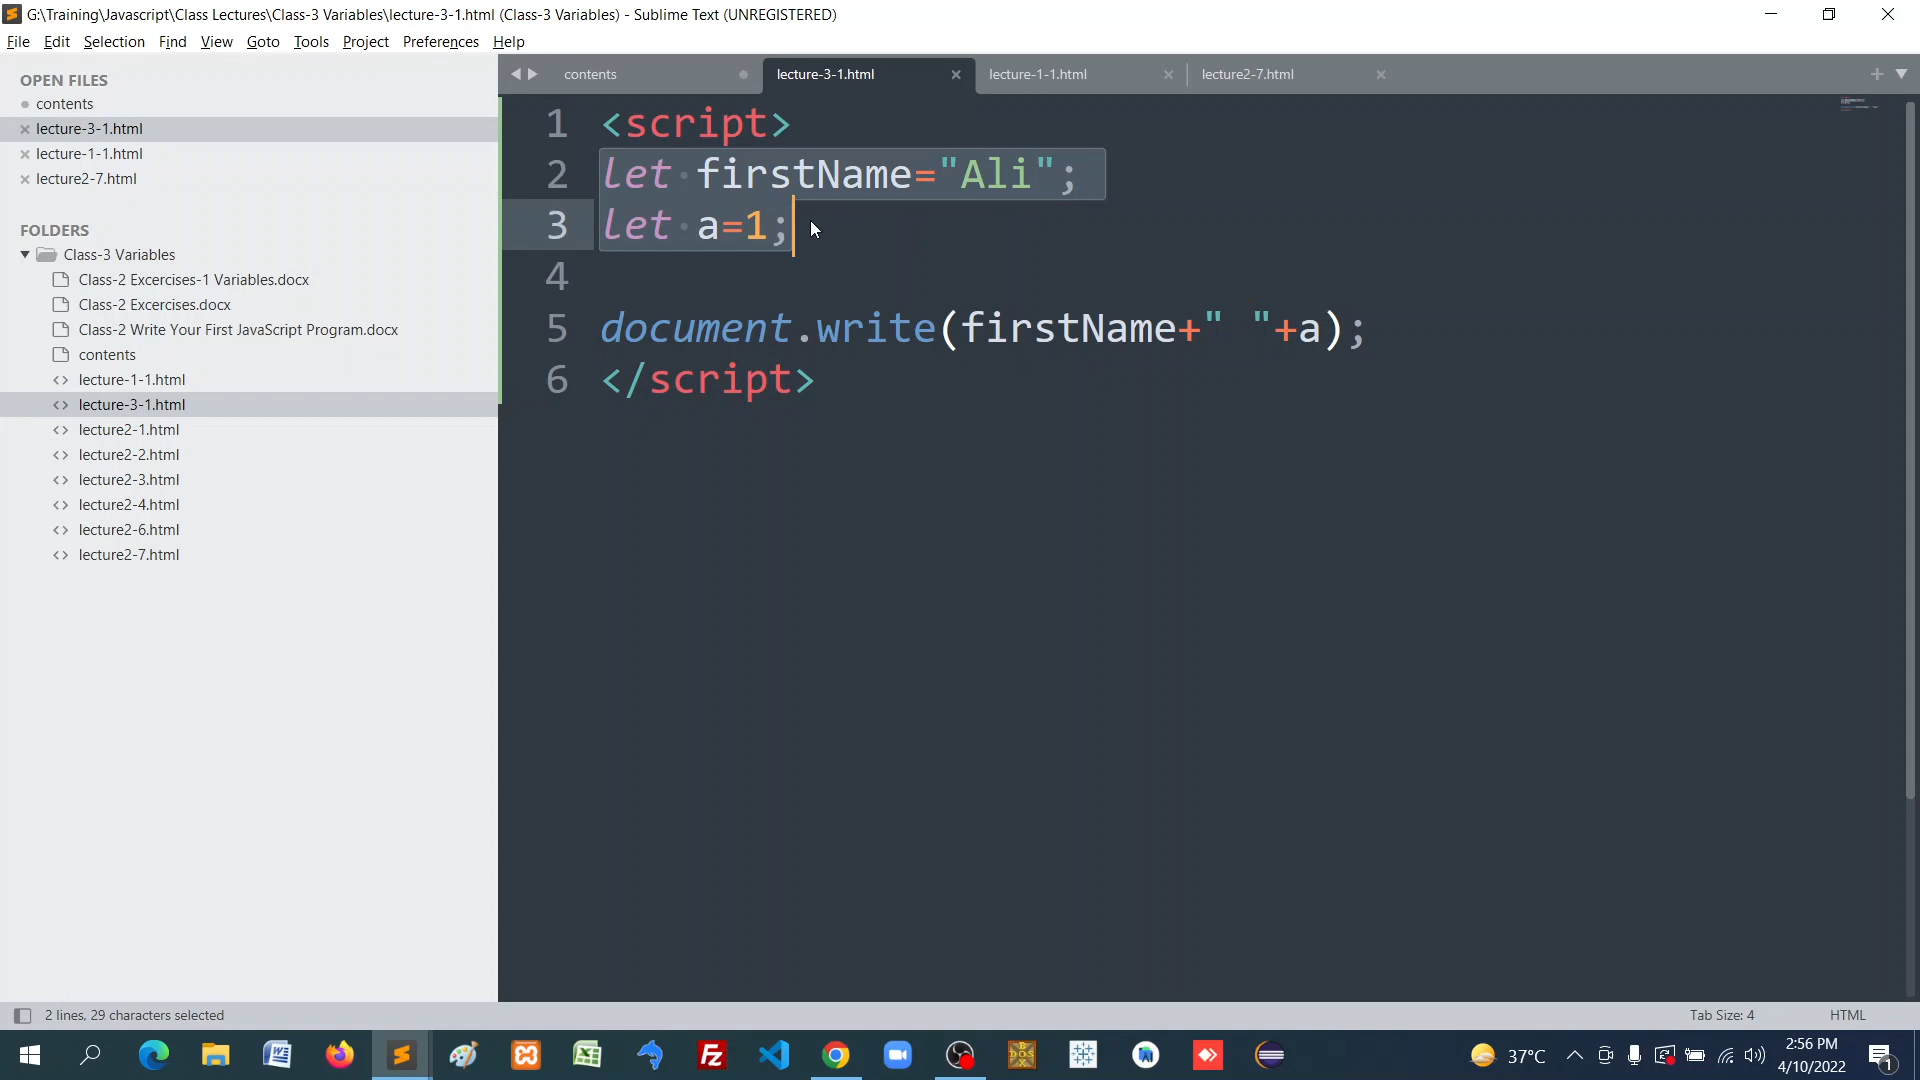 G:\Training\Javascript\Class Lectures\Class-3 Variables\lecture-3-1.html (Class-3 Variables) - Sublime Text (UNREGISTERED)
File Edit Selection Find View Goto Tools Project Preferences Help
OPEN FILES
contents
lecture-3-1.html
lecture-1-1.html
lecture2-7.html
FOLDERS
Class-3 Variables
Class-2 Excercises-1 Variables.docx
Class-2 Excercises.docx
Class-2 Write Your First JavaScript Program.docx
contents
lecture-1-1.html
lecture-3-1.html
lecture2-1.html
lecture2-2.html
lecture2-3.html
lecture2-4.html
lecture2-6.html
lecture2-7.html
contents lecture-3-1.html lecture-1-1.html lecture2-7.html
1 <script>
2 let firstName="Ali";
3 let a=1;
4
5 document.write(firstName+" "+a);
6 </script>
2 lines, 29 characters selected
Tab Size: 4 HTML
37°C
2:56 PM
4/10/2022
1